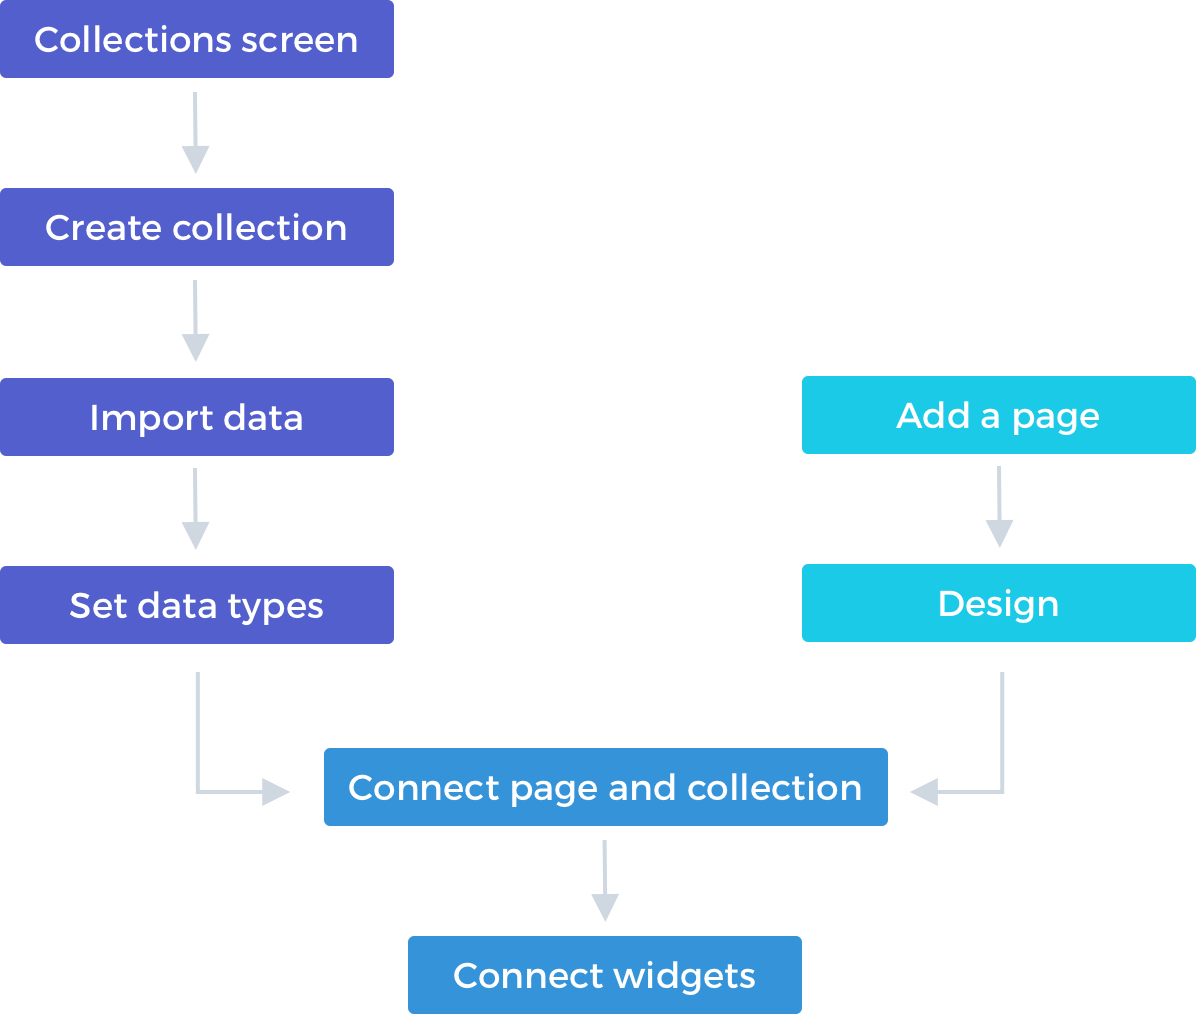 Collections screen
Create collection
Import data
Add a page
Set data types
Design
Connect page and collection
Connect widgets